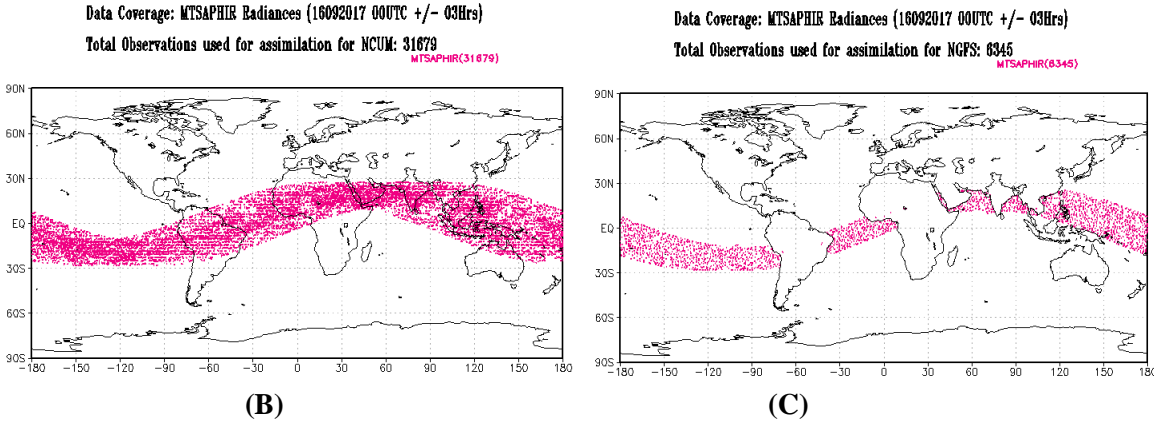 Data Coverage: MTSAPHIR Radiances (16092017 00UTC +/- 03Hrs)
Total Observations used for assimilation for NCUM: 31679
MTSAPHIR(31679)
90N
60N
30N
EQ
30S
60S
90S
-180 -150 -120 -90 -60 -30 0 30 60 90 120 150 180
(B)
Data Coverage: MTSAPHIR Radiances (16092017 00UTC +/- 03Hrs)
Total Observations used for assimilation for NGFS: 6345
MTSAPHIR(6345)
90N
60N
30N
EQ
30S
60S
90S
-180 -150 -120 -90 -60 -30 0 30 60 90 120 150 180
(C)